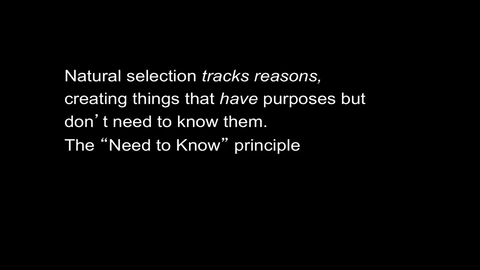 Natural selection tracks reasons,
creating things that have purposes but
don’t need to know them.
The “Need to Know” principle